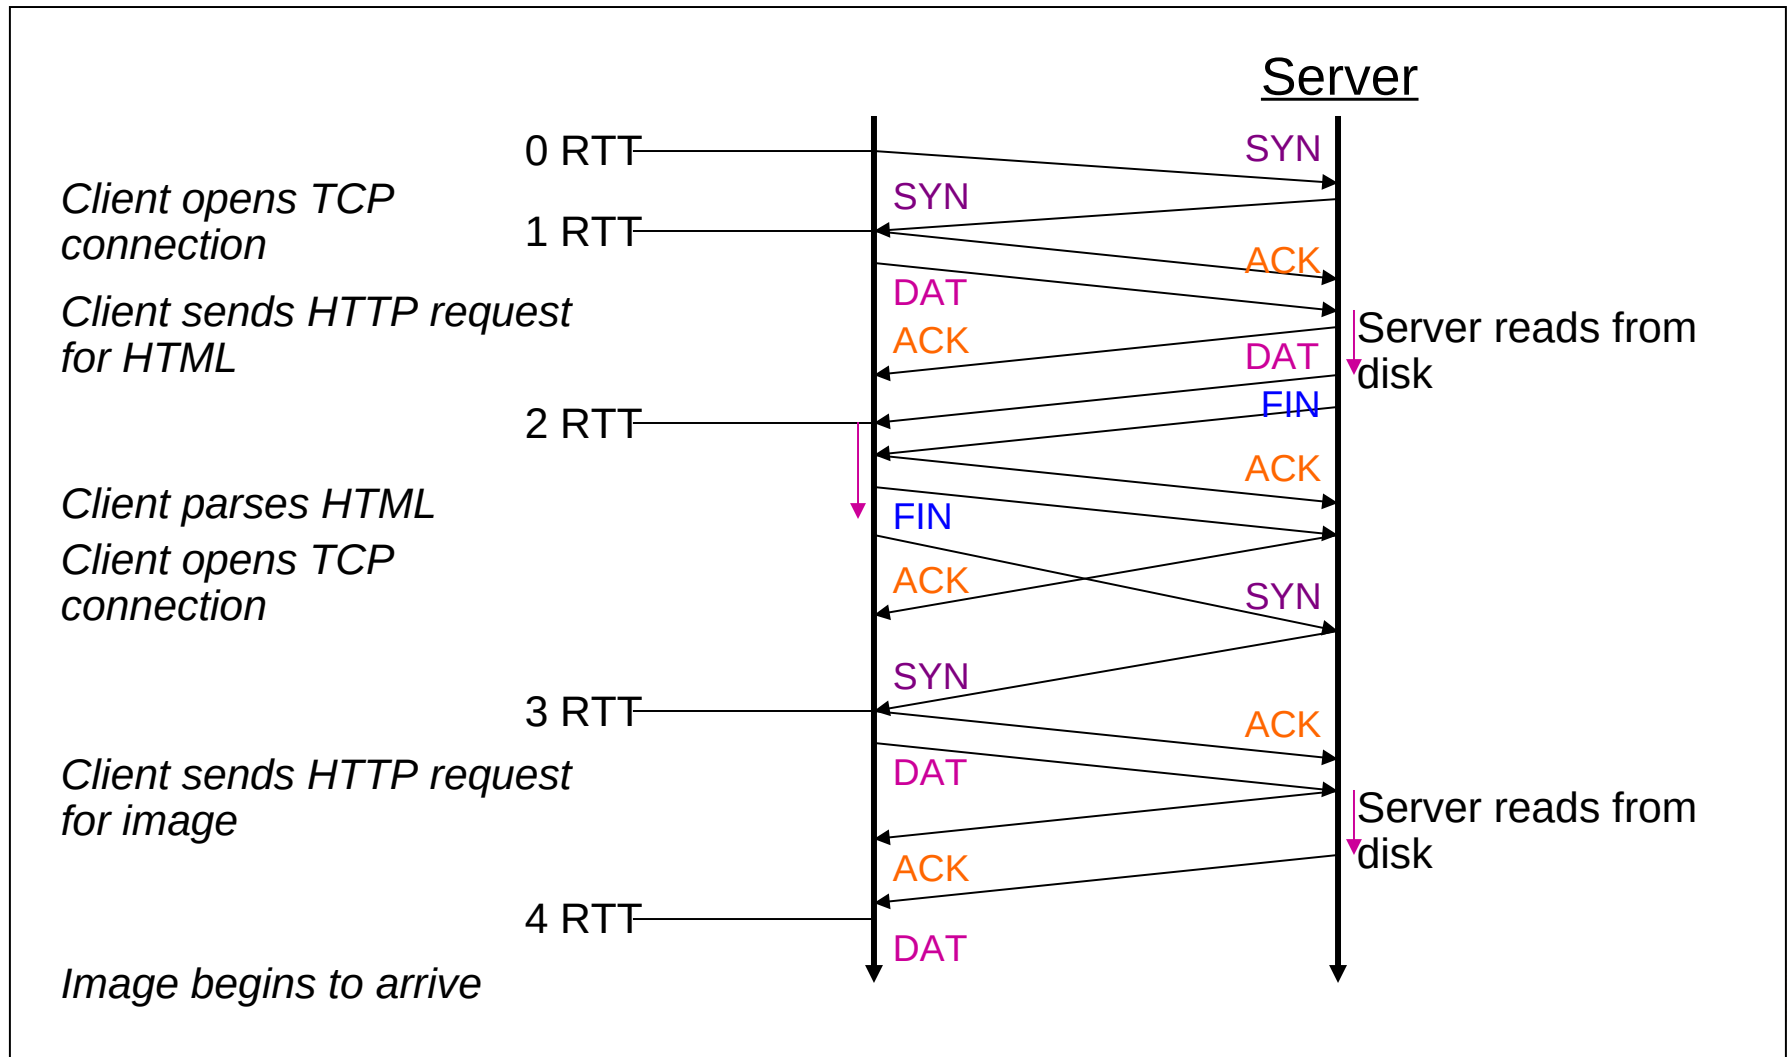 Server
0 RTT
SYN
Client opens TCP
connection
SYN
1 RTT
ACK
DAT
Client sends HTTP request
for HTML
Server reads from
disk
ACK
DAT
FIN
2 RTT
ACK
Client parses HTML
FIN
Client opens TCP
connection
ACK
SYN
SYN
3 RTT
ACK
Client sends HTTP request
for image
DAT
Server reads from
disk
ACK
4 RTT
DAT
Image begins to arrive